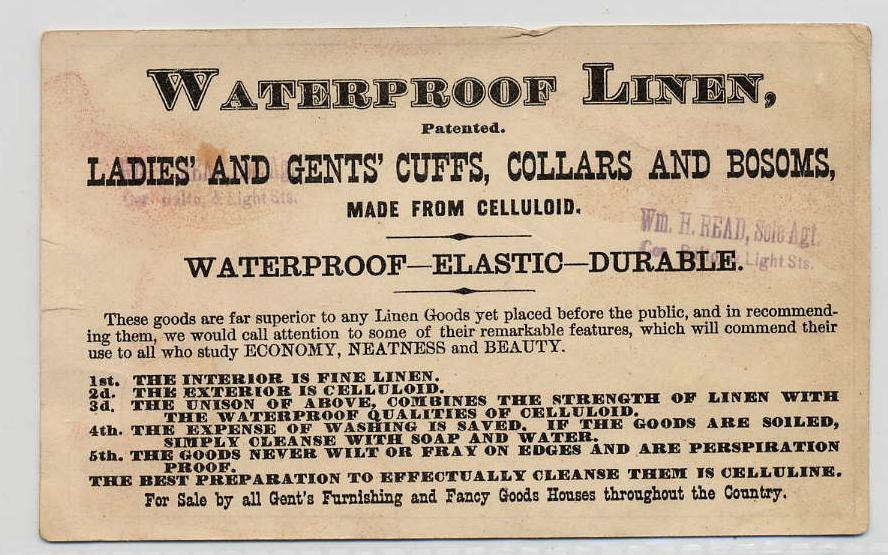 WATERPROOF LINEN,
Patented.
LADIES' AND GENTS' CUFFS, COLLARS AND BOSOMS,
Light Sts.
MADE FROM CELLULOID.
Wm. H. READ, Sole Agt.
Cor. & Light Sts.
WATERPROOF—ELASTIC—DURABLE.
These goods are far superior to any Linen Goods yet placed before the public, and in recommend-
ing them, we would call attention to some of their remarkable features, which will commend their
use to all who study ECONOMY, NEATNESS and BEAUTY.
1st. THE INTERIOR IS FINE LINEN.
2d. THE EXTERIOR IS CELLULOID.
3d. THE UNISON OF ABOVE, COMBINES THE STRENGTH OF LINEN WITH
THE WATERPROOF QUALITIES OF CELLULOID.
4th. THE EXPENSE OF WASHING IS SAVED. IF THE GOODS ARE SOILED,
SIMPLY CLEANSE WITH SOAP AND WATER.
5th. THE GOODS NEVER WILT OR FRAY ON EDGES AND ARE PERSPIRATION
PROOF.
THE BEST PREPARATION TO EFFECTUALLY CLEANSE THEM IS CELLULINE.
For Sale by all Gent's Furnishing and Fancy Goods Houses throughout the Country.